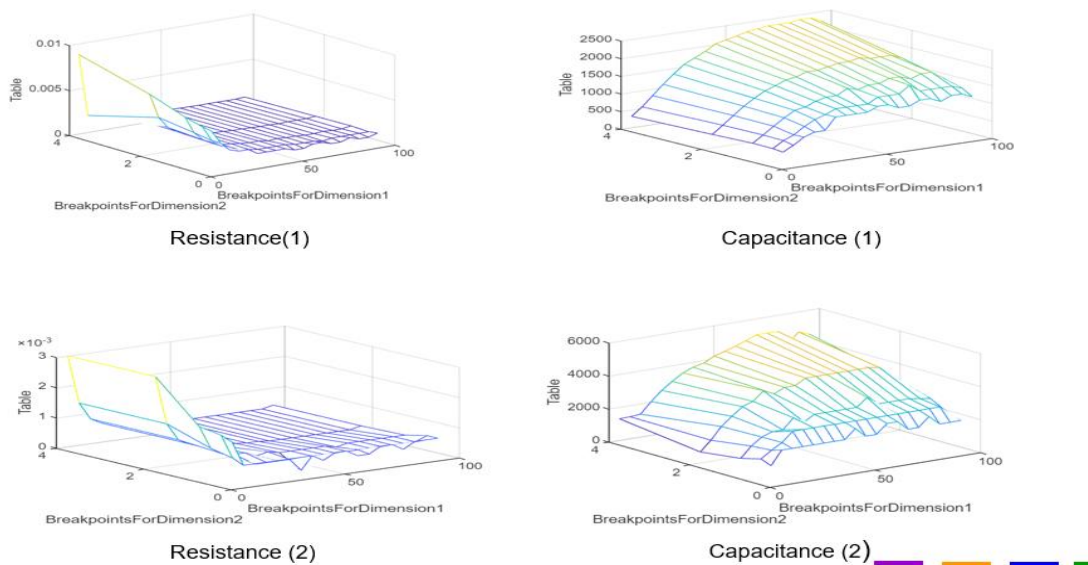 0.01
0.005
0
4
2
0
0
50
100
Table
BreakpointsForDimension2
BreakpointsForDimension1
Resistance(1)
2500
2000
1500
1000
500
0
4
2
0
0
50
100
Table
BreakpointsForDimension2
BreakpointsForDimension1
Capacitance (1)
× 10-3
3
2
1
0
4
2
0
0
50
100
Table
BreakpointsForDimension2
BreakpointsForDimension1
Resistance (2)
6000
4000
2000
0
4
2
0
0
50
100
Table
BreakpointsForDimension2
BreakpointsForDimension1
Capacitance (2)